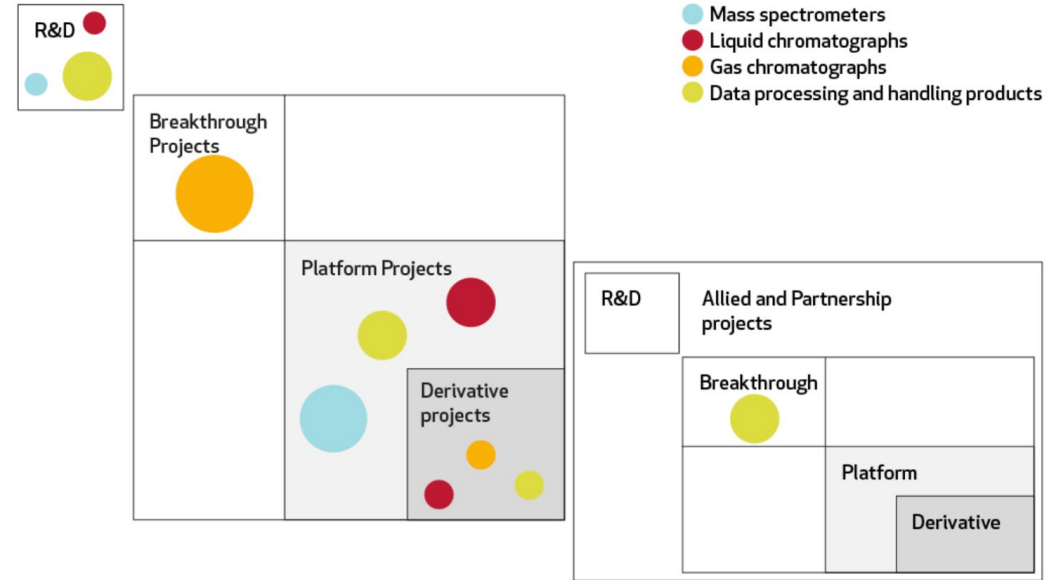 R&D
Mass spectrometers
Liquid chromatographs
Gas chromatographs
Data processing and handling products
Breakthrough
Projects
Platform Projects
Derivative
projects
R&D
Allied and Partnership
projects
Breakthrough
Platform
Derivative